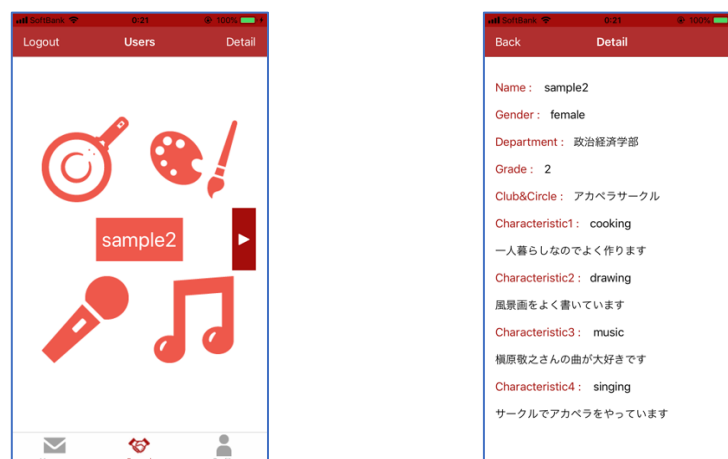 SoftBank 0:21 100%
Logout Users Detail
sample2
SoftBank 0:21 100%
Back Detail
Name : sample2
Gender : female
Department : 政治経済学部
Grade : 2
Club&Circle : アカペラサークル
Characteristic1 : cooking
一人暮らしなのでよく作ります
Characteristic2 : drawing
風景画をよく書いています
Characteristic3 : music
槇原敬之さんの曲が大好きです
Characteristic4 : singing
サークルでアカペラをやっています